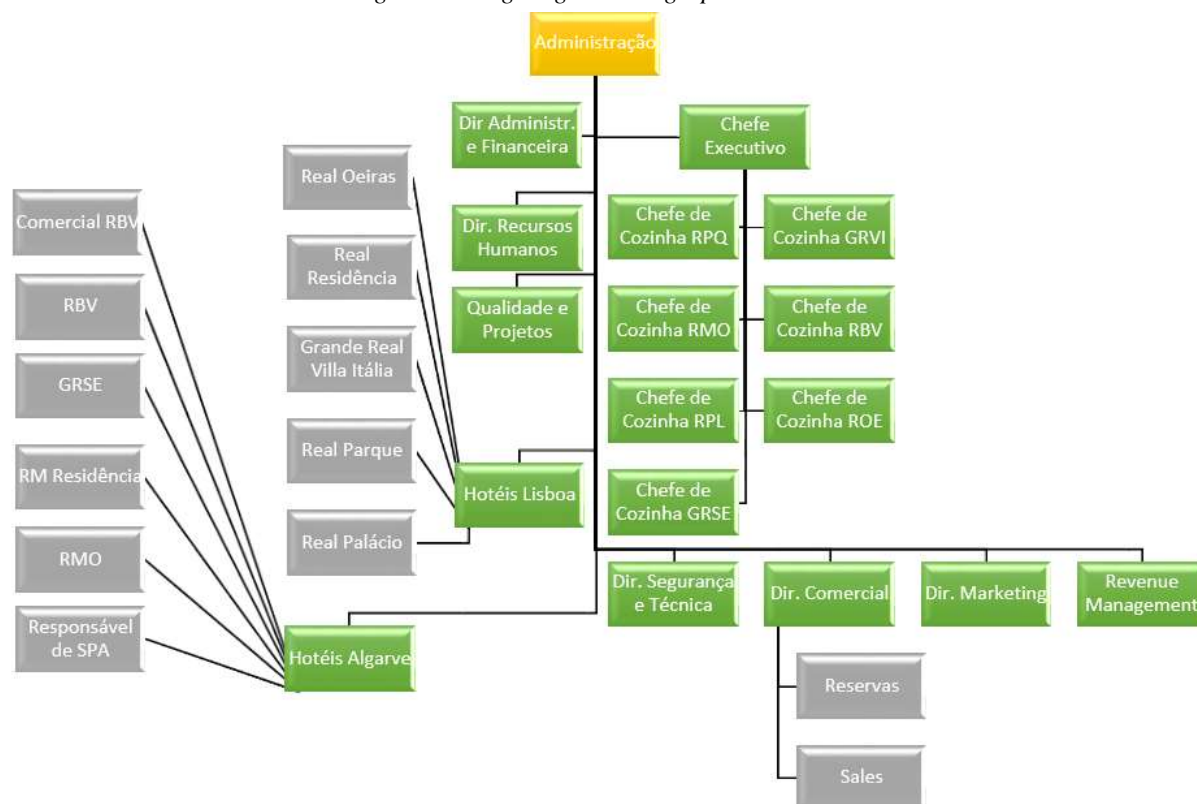 Administração
Dir Administr.
e Financeira
Chefe
Executivo
Real Oeiras
Comercial RBV
Dir. Recursos
Humanos
Chefe de
Cozinha RPQ
Chefe de
Cozinha GRVI
Real
Residência
RBV
Qualidade e
Projetos
Chefe de
Cozinha RMO
Chefe de
Cozinha RBV
Grande Real
Villa Itália
GRSE
Chefe de
Cozinha RPL
Chefe de
Cozinha ROE
Real Parque
RM Residência
Hotéis Lisboa
Chefe de
Cozinha GRSE
Real Palácio
RMO
Dir. Segurança
e Técnica
Dir. Comercial
Dir. Marketing
Revenue
Management
Responsável
de SPA
Hotéis Algarve
Reservas
Sales